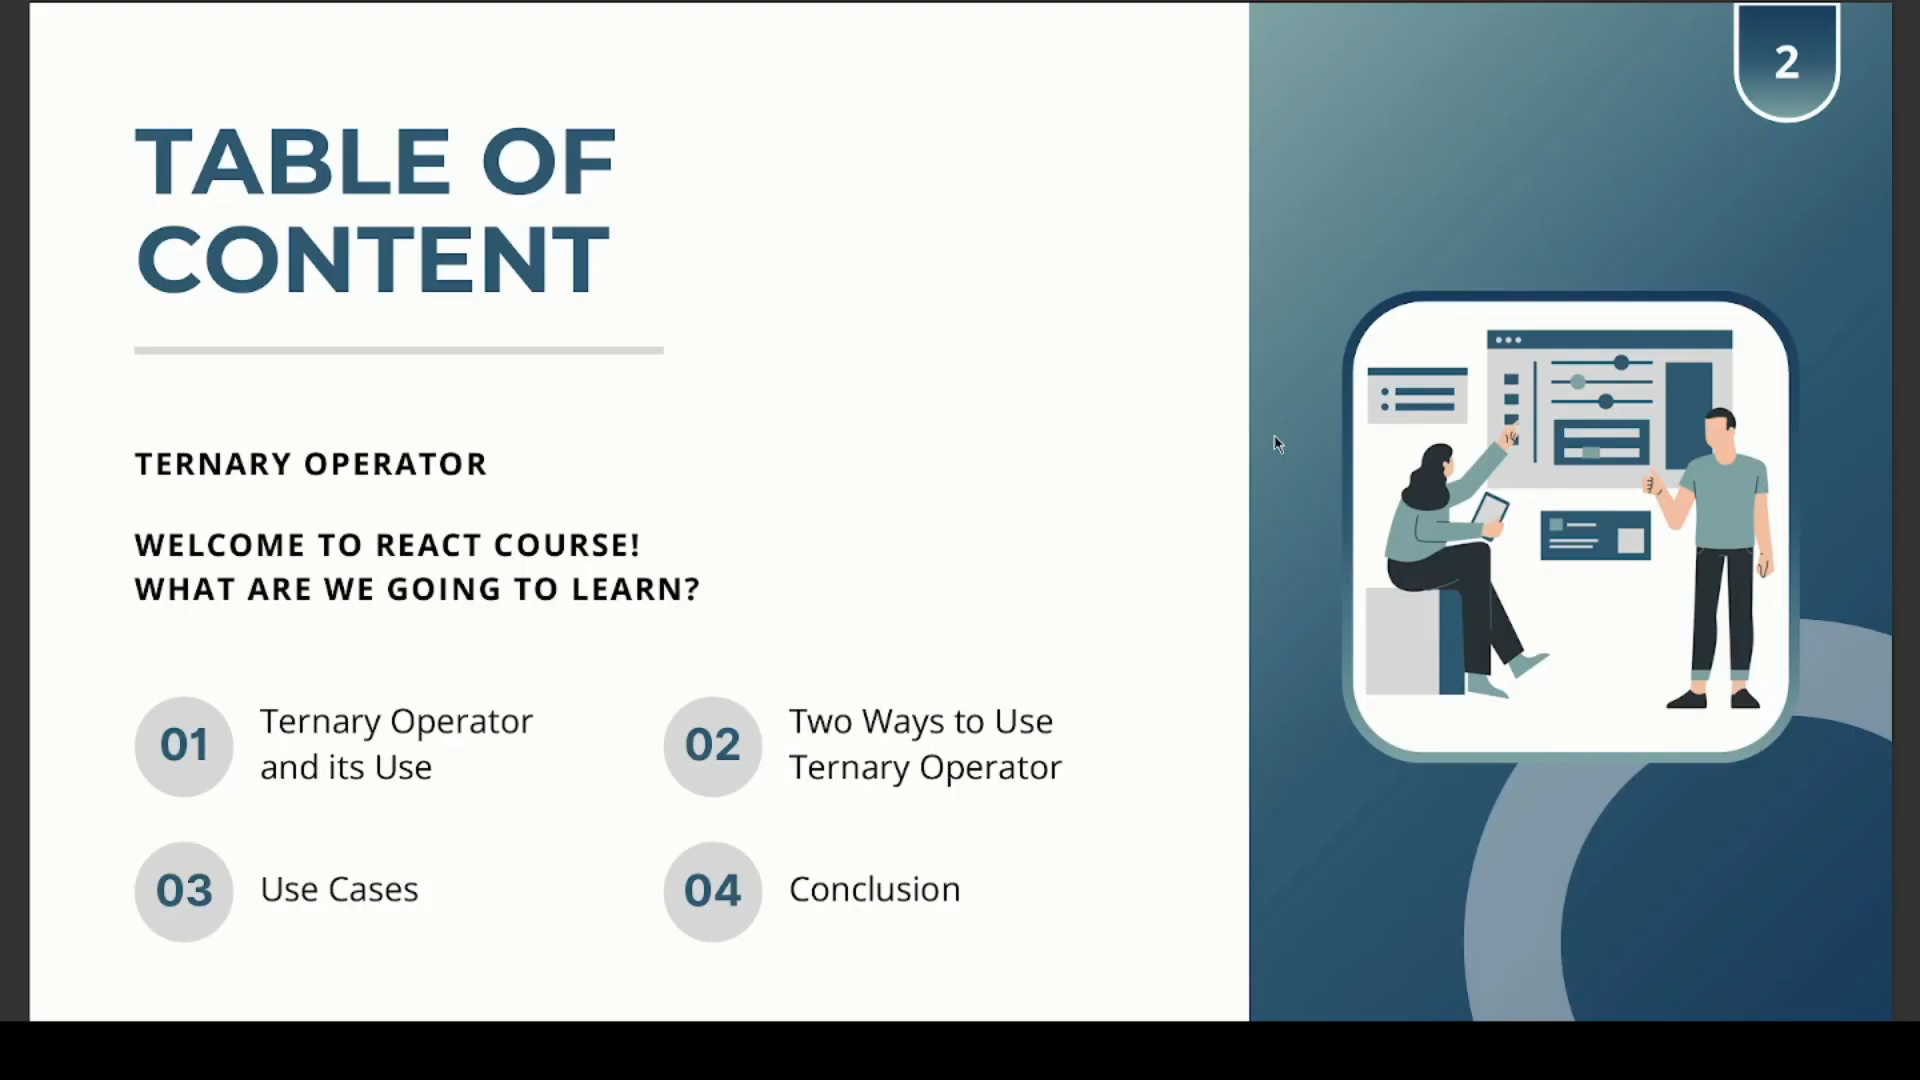 2
TABLE OF
CONTENT
TERNARY OPERATOR
WELCOME TO REACT COURSE!
WHAT ARE WE GOING TO LEARN?
01
Ternary Operator
and its Use
02
Two Ways to Use
Ternary Operator
03
Use Cases
04
Conclusion